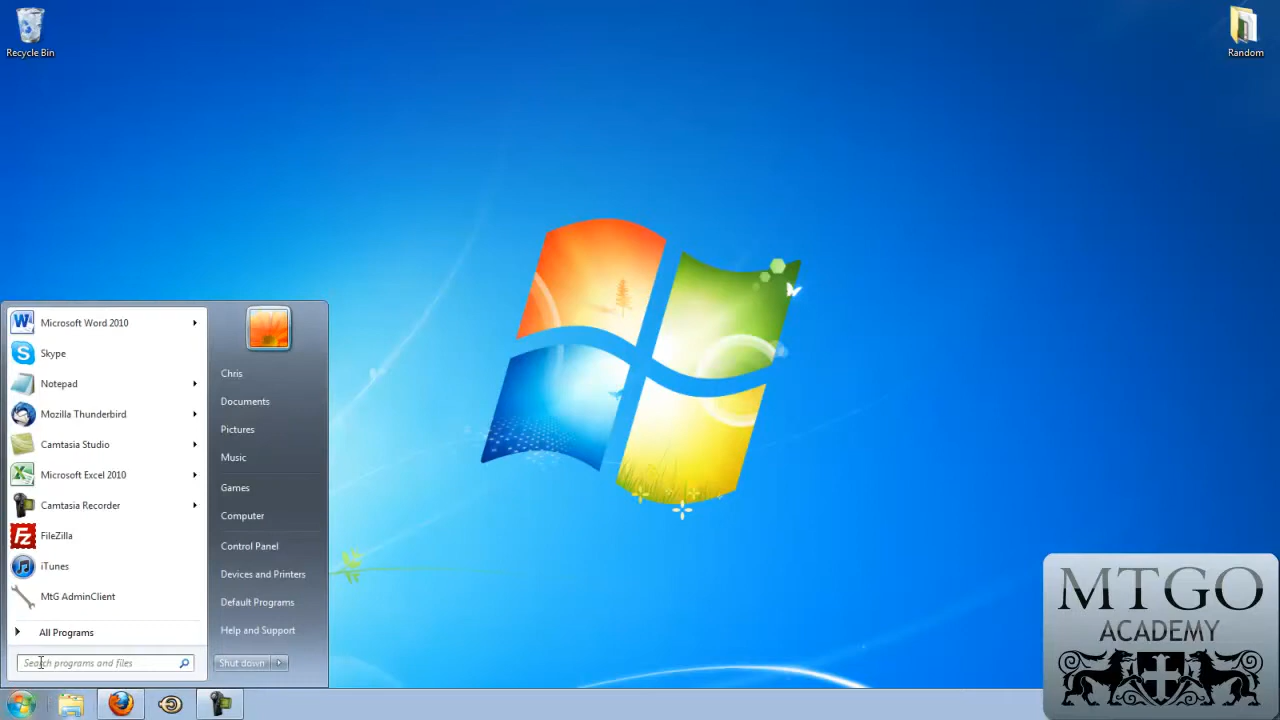 Recycle Bin
Random
Microsoft Word 2010
Skype
Notepad
Mozilla Thunderbird
Camtasia Studio
Microsoft Excel 2010
Camtasia Recorder
FileZilla
iTunes
MtG AdminClient
All Programs
Search programs and files
Chris
Documents
Pictures
Music
Games
Computer
Control Panel
Devices and Printers
Default Programs
Help and Support
Shut down
MTGO
ACADEMY